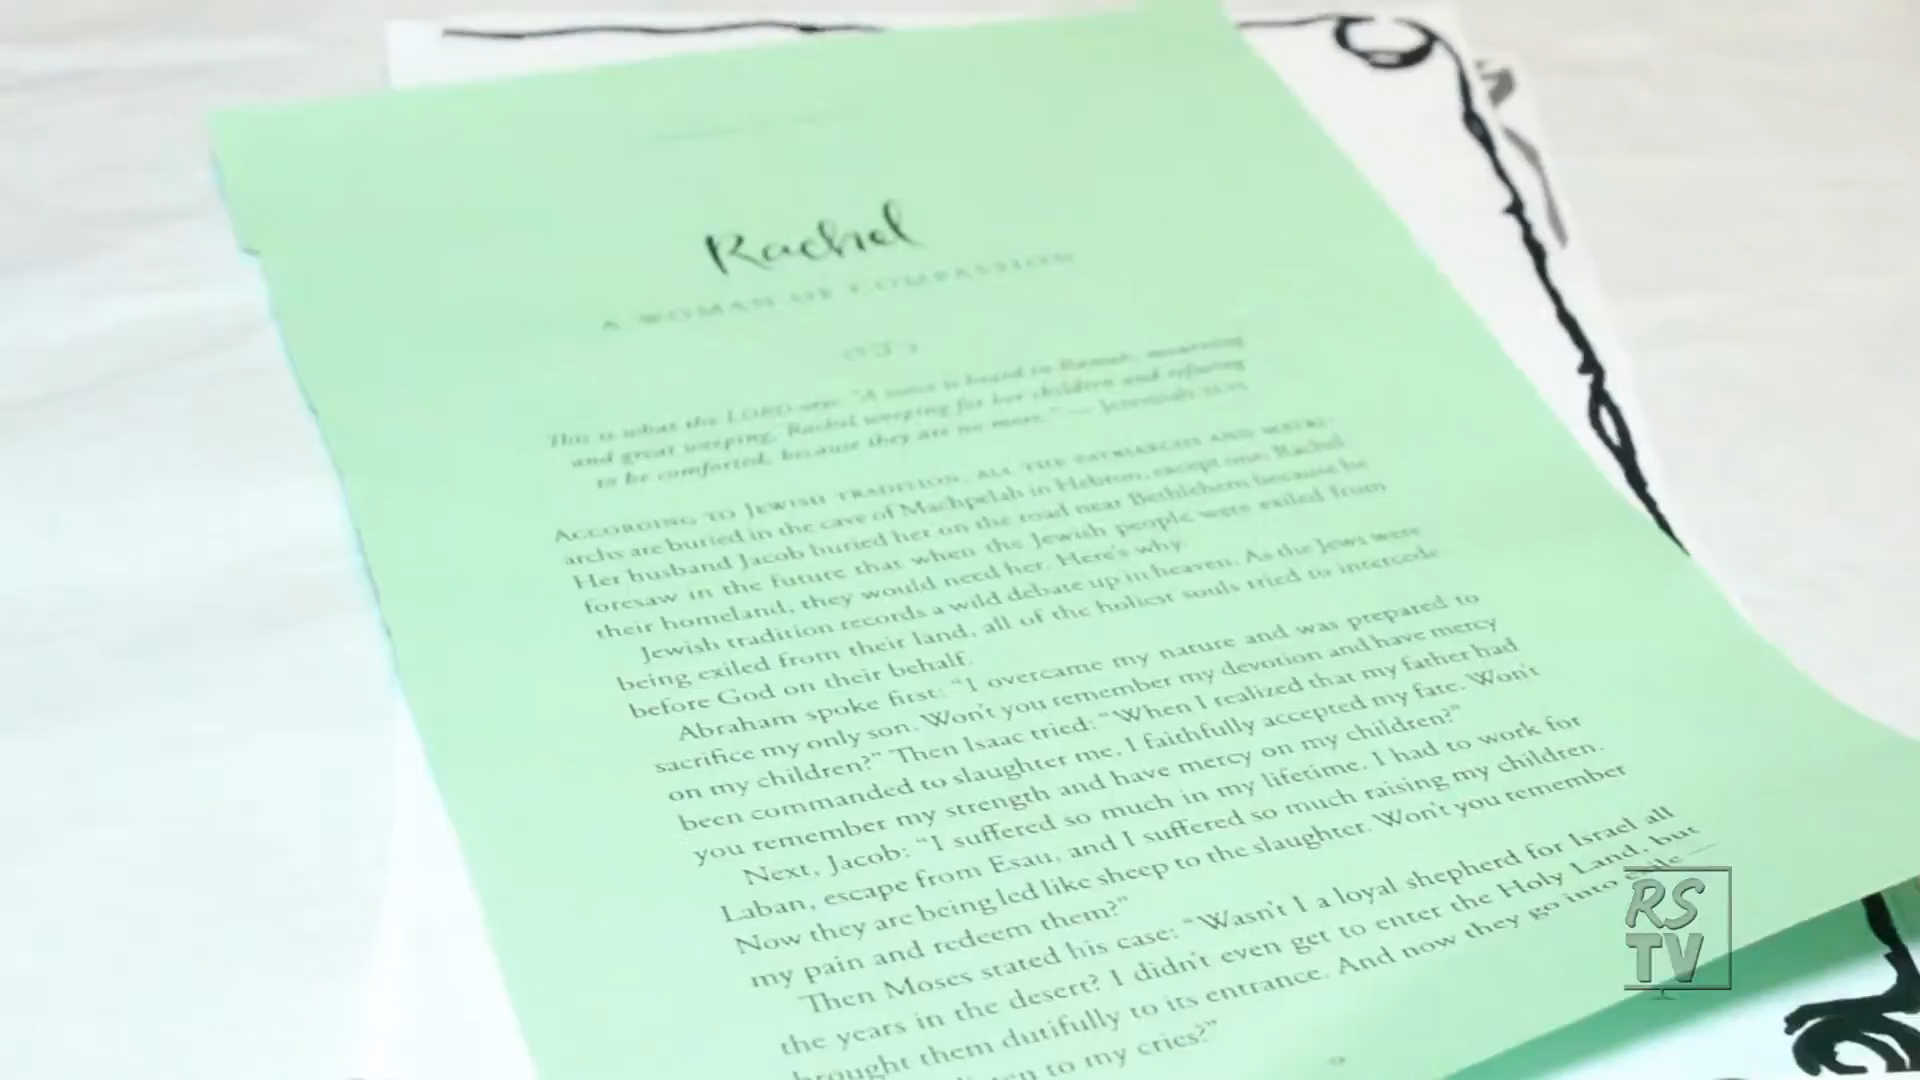 Rachel
A WOMAN OF COMPASSION
This is what the LORD says: "A voice is heard in Ramah, mourning
and great weeping, Rachel weeping for her children and refusing
to be comforted, because they are no more." — Jeremiah 31:15
ACCORDING TO JEWISH TRADITION, ALL THE PATRIARCHS AND MATRI-
archs are buried in the cave of Machpelah in Hebron, except one: Rachel.
Her husband Jacob buried her on the road near Bethlehem because he
foresaw in the future that when the Jewish people were exiled from
their homeland, they would need her. Here's why.
Jewish tradition records a wild debate up in heaven. As the Jews were
being exiled from their land, all of the holiest souls tried to intercede
before God on their behalf.
Abraham spoke first: "I overcame my nature and was prepared to
sacrifice my only son. Won't you remember my devotion and have mercy
on my children?" Then Isaac tried: "When I realized that my father had
been commanded to slaughter me, I faithfully accepted my fate. Won't
you remember my strength and have mercy on my children?"
Next, Jacob: "I suffered so much in my lifetime. I had to work for
Laban, escape from Esau, and I suffered so much raising my children.
Now they are being led like sheep to the slaughter. Won't you remember
my pain and redeem them?"
Then Moses stated his case: "Wasn't I a loyal shepherd for Israel all
the years in the desert? I didn't even get to enter the Holy Land, but
brought them dutifully to its entrance. And now they go into exile —
to my cries?"
RS
TV